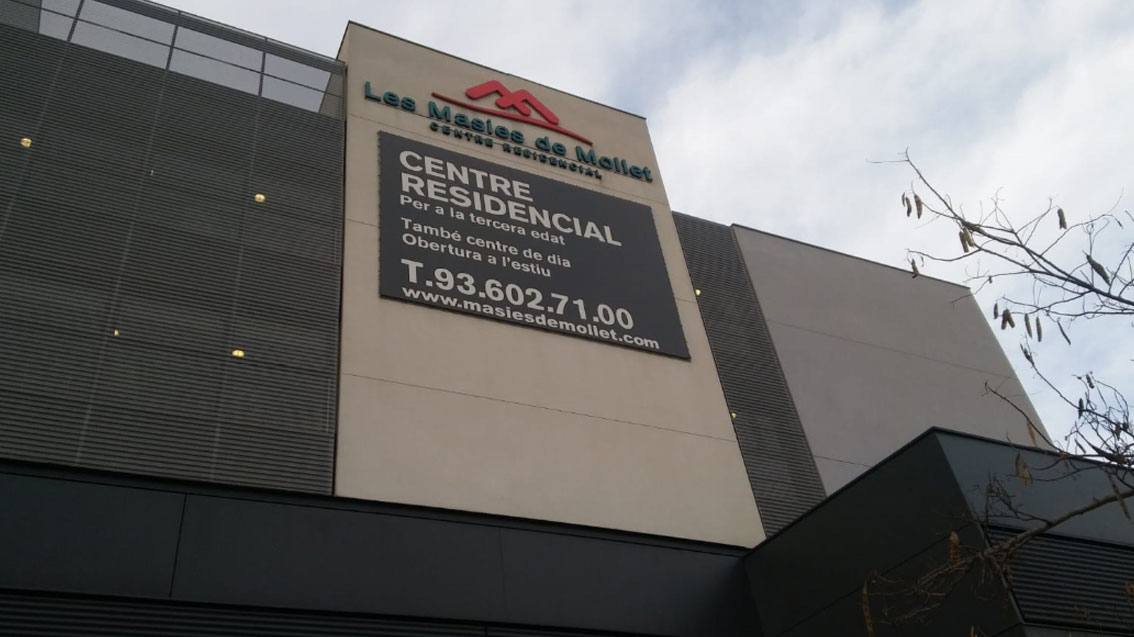 Les Masies de Mollet
CENTRE RESIDENCIAL
CENTRE
RESIDENCIAL
Per a la tercera edat
També centre de dia
Obertura a l'estiu
T.93.602.71.00
www.masiesdemollet.com